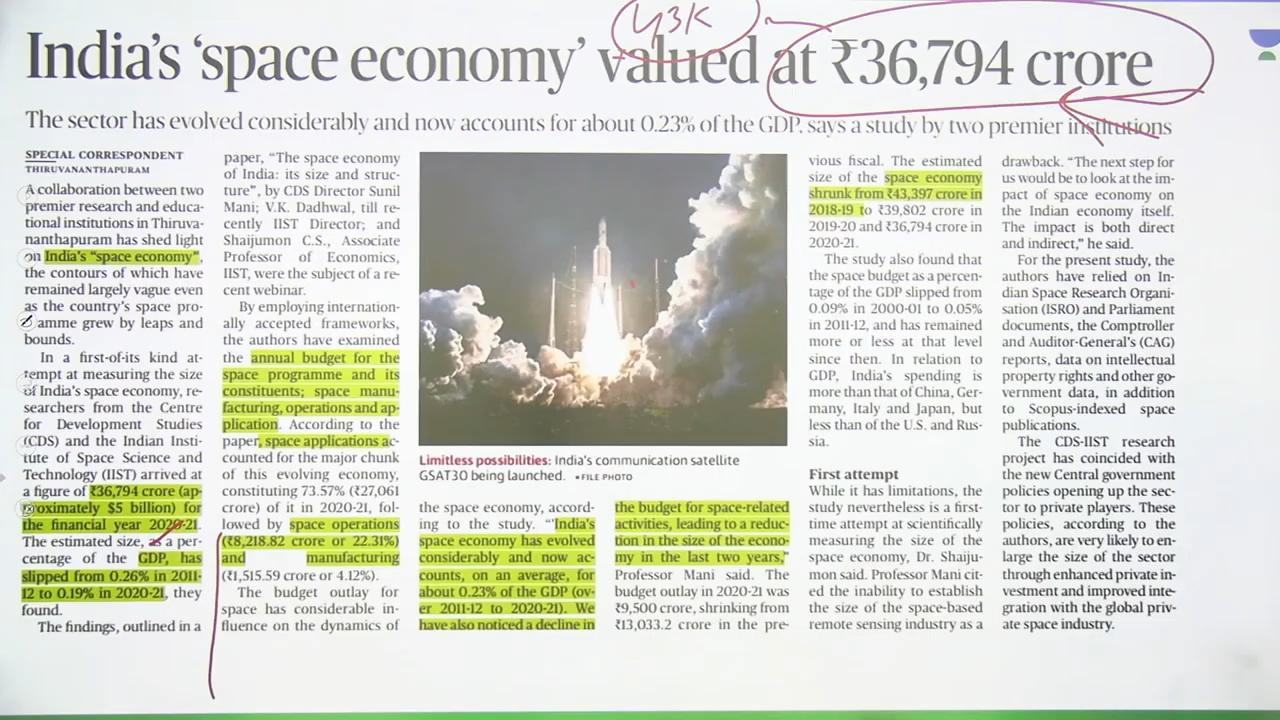 43K
India's 'space economy' valued at ₹36,794 crore
The sector has evolved considerably and now accounts for about 0.23% of the GDP, says a study by two premier institutions
SPECIAL CORRESPONDENT
THIRUVANANTHAPURAM
A collaboration between two
premier research and educa-
tional institutions in Thiruva-
nanthapuram has shed light
on India's "space economy",
the contours of which have
remained largely vague even
as the country's space pro-
amme grew by leaps and
bounds.
In a first-of-its kind at-
tempt at measuring the size
of India's space economy, re-
searchers from the Centre
for Development Studies
(CDS) and the Indian Insti-
tute of Space Science and
Technology (IIST) arrived at
a figure of ₹36,794 crore (ap-
proximately $5 billion) for
the financial year 2020-21.
The estimated size, as a per-
centage of the GDP, has
slipped from 0.26% in 2011-
12 to 0.19% in 2020-21, they
found.
The findings, outlined in a
paper, "The space economy
of India: its size and struc-
ture", by CDS Director Sunil
Mani; V.K. Dadhwal, till re-
cently IIST Director; and
Shaijumon C.S., Associate
Professor of Economics,
IIST, were the subject of a re-
cent webinar.
By employing internation-
ally accepted frameworks,
the authors have examined
the annual budget for the
space programme and its
constituents; space manu-
facturing, operations and ap-
plication. According to the
paper, space applications ac-
counted for the major chunk
of this evolving economy,
constituting 73.57% (₹27,061
crore) of it in 2020-21, fol-
lowed by space operations
(₹8,218.82 crore or 22.31%)
and manufacturing
(₹1,515.59 crore or 4.12%).
The budget outlay for
space has considerable in-
fluence on the dynamics of
Limitless possibilities: India's communication satellite
GSAT30 being launched. ▪FILE PHOTO
the space economy, accord-
ing to the study. "'India's
space economy has evolved
considerably and now ac-
counts, on an average, for
about 0.23% of the GDP (ov-
er 2011-12 to 2020-21). We
have also noticed a decline in
the budget for space-related
activities, leading to a reduc-
tion in the size of the econo-
my in the last two years,"
Professor Mani said. The
budget outlay in 2020-21 was
₹9,500 crore, shrinking from
₹13,033.2 crore in the pre-
vious fiscal. The estimated
size of the space economy
shrunk from ₹43,397 crore in
2018-19 to ₹39,802 crore in
2019-20 and ₹36,794 crore in
2020-21.
The study also found that
the space budget as a percen-
tage of the GDP slipped from
0.09% in 2000-01 to 0.05%
in 2011-12, and has remained
more or less at that level
since then. In relation to
GDP, India's spending is
more than that of China, Ger-
many, Italy and Japan, but
less than of the U.S. and Rus-
sia.
First attempt
While it has limitations, the
study nevertheless is a first-
time attempt at scientifically
measuring the size of the
space economy, Dr. Shaiju-
mon said. Professor Mani cit-
ed the inability to establish
the size of the space-based
remote sensing industry as a
drawback. "The next step for
us would be to look at the im-
pact of space economy on
the Indian economy itself.
The impact is both direct
and indirect," he said.
For the present study, the
authors have relied on In-
dian Space Research Organi-
sation (ISRO) and Parliament
documents, the Comptroller
and Auditor-General's (CAG)
reports, data on intellectual
property rights and other go-
vernment data, in addition
to Scopus-indexed space
publications.
The CDS-IIST research
project has coincided with
the new Central government
policies opening up the sec-
tor to private players. These
policies, according to the
authors, are very likely to en-
large the size of the sector
through enhanced private in-
vestment and improved inte-
gration with the global priv-
ate space industry.